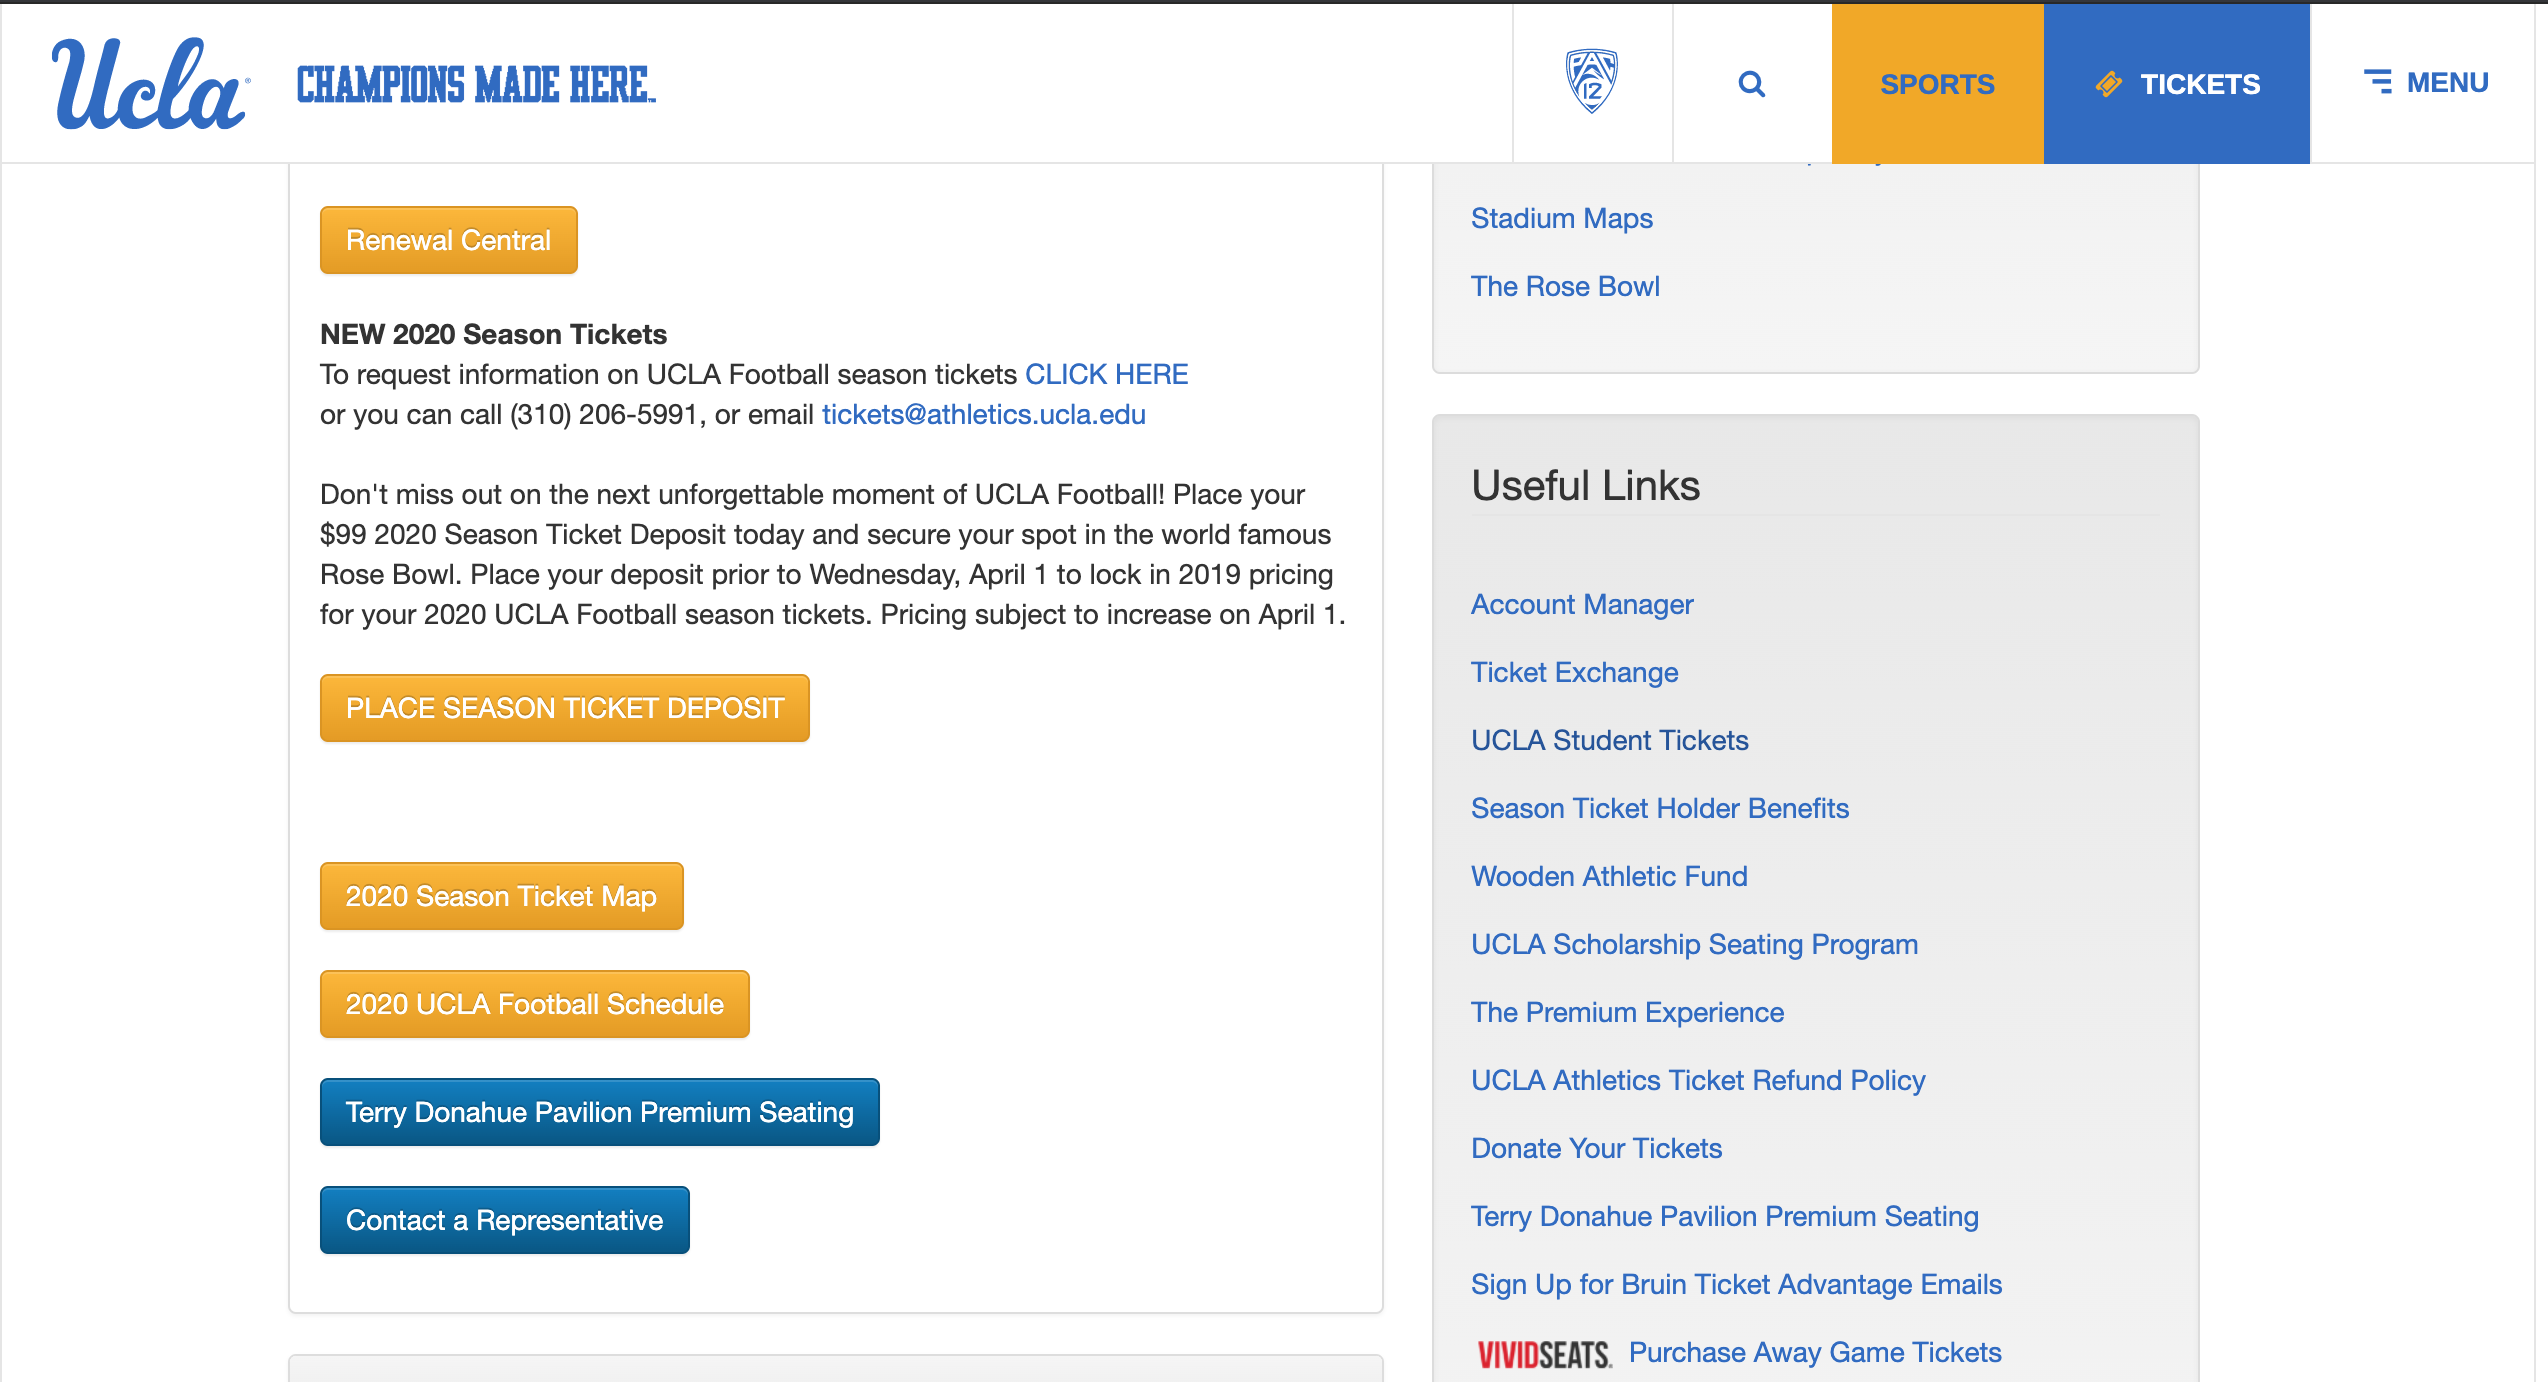 Ucla
CHAMPIONS MADE HERE™
12
SPORTS
TICKETS
MENU
Renewal Central
NEW 2020 Season Tickets
To request information on UCLA Football season tickets CLICK HERE
or you can call (310) 206-5991, or email tickets@athletics.ucla.edu
Don't miss out on the next unforgettable moment of UCLA Football! Place your
$99 2020 Season Ticket Deposit today and secure your spot in the world famous
Rose Bowl. Place your deposit prior to Wednesday, April 1 to lock in 2019 pricing
for your 2020 UCLA Football season tickets. Pricing subject to increase on April 1.
PLACE SEASON TICKET DEPOSIT
2020 Season Ticket Map
2020 UCLA Football Schedule
Terry Donahue Pavilion Premium Seating
Contact a Representative
Stadium Maps
The Rose Bowl
Useful Links
Account Manager
Ticket Exchange
UCLA Student Tickets
Season Ticket Holder Benefits
Wooden Athletic Fund
UCLA Scholarship Seating Program
The Premium Experience
UCLA Athletics Ticket Refund Policy
Donate Your Tickets
Terry Donahue Pavilion Premium Seating
Sign Up for Bruin Ticket Advantage Emails
VIVIDSEATS. Purchase Away Game Tickets